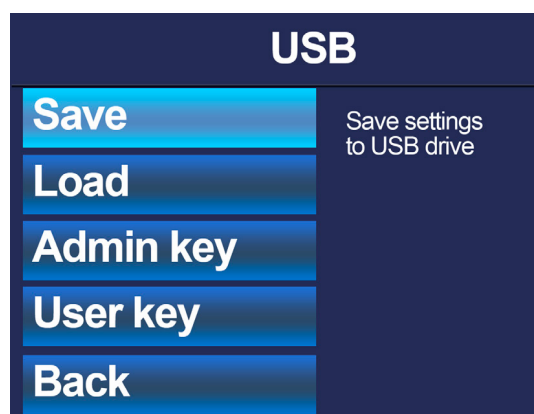 USB
Save
Save settings
to USB drive
Load
Admin key
User key
Back